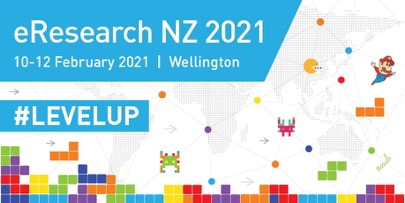 eResearch NZ 2021
10-12 February 2021 | Wellington
#LEVELUP